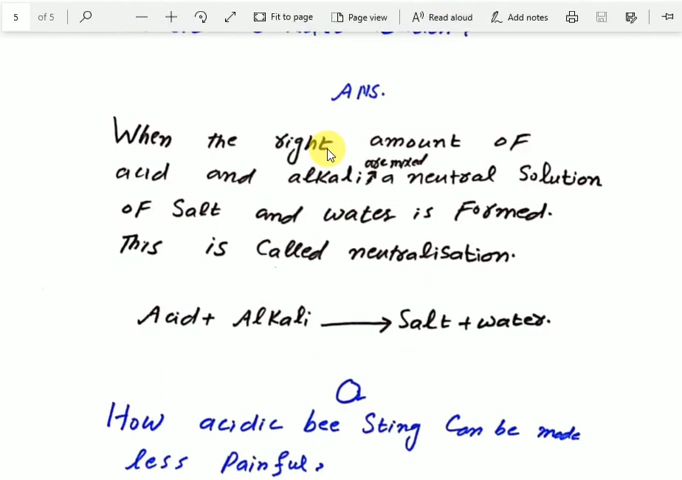 5 of 5 Fit to page Page view Read aloud Add notes
ANS.
When the right amount of
are mixed
acid and alkali, a neutral Solution
of Salt and water is Formed.
This is Called neutralisation.
Acid + Alkali → Salt + water.
Q
How acidic bee Sting Can be made
less Painful,